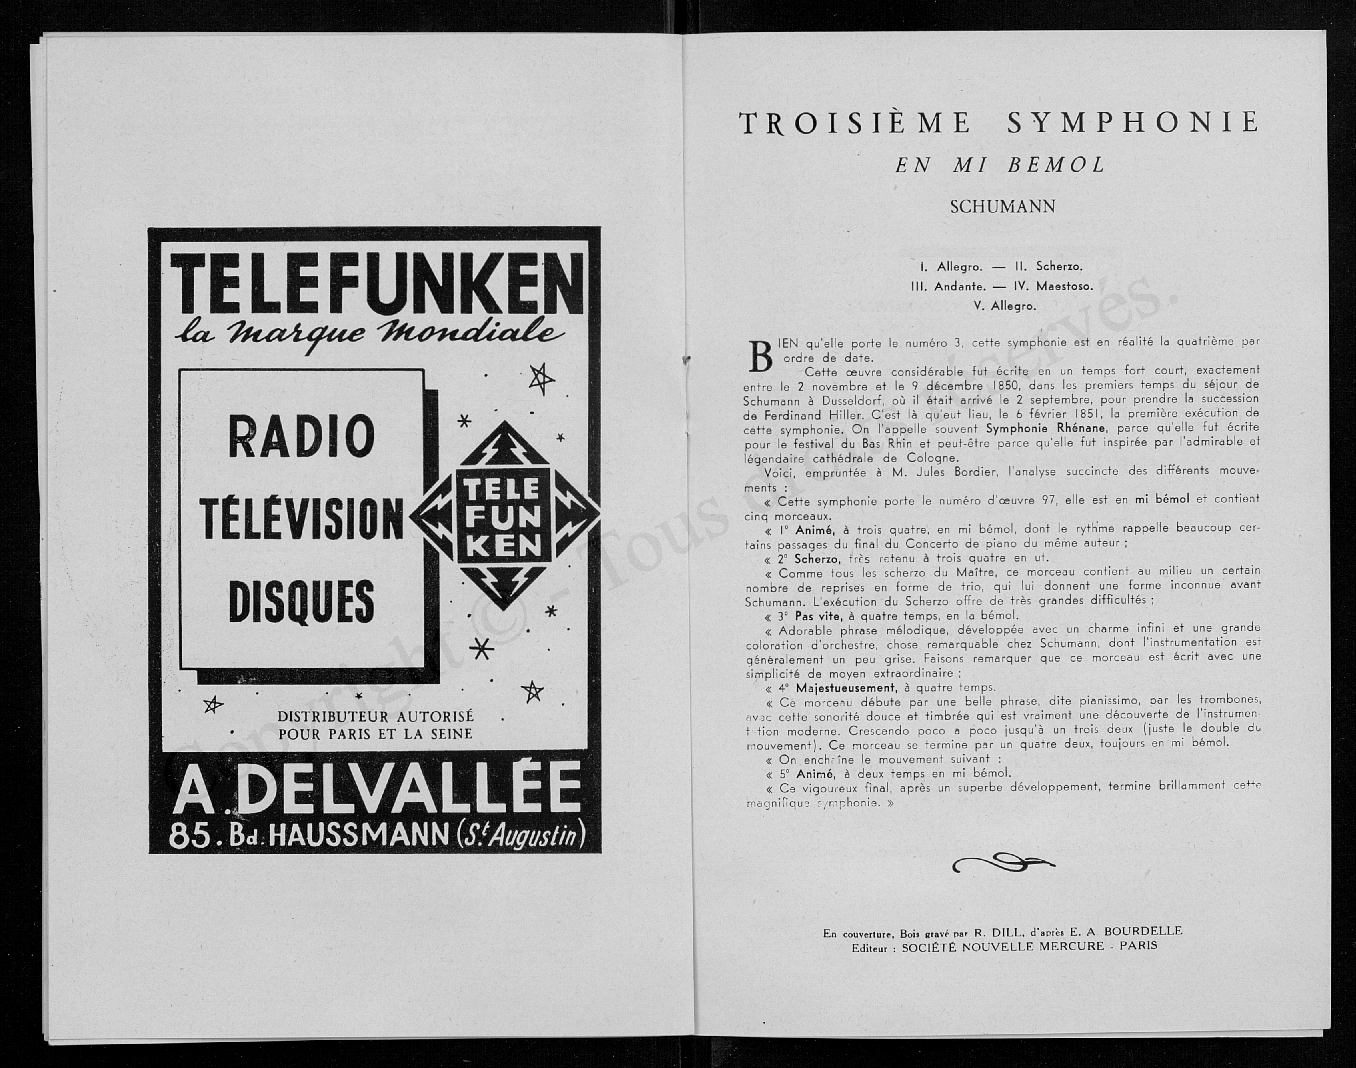 TELEFUNKEN
la marque mondiale
RADIO
TÉLÉVISION
DISQUES
TELE
FUN
KEN
DISTRIBUTEUR AUTORISÉ
POUR PARIS ET LA SEINE
A. DELVALLÉE
85. Bd. HAUSSMANN (St. Augustin)
TROISIÈME SYMPHONIE
EN MI BEMOL
SCHUMANN
I. Allegro. — II. Scherzo.
III. Andante. — IV. Maestoso.
V. Allegro.
BIEN qu'elle porte le numéro 3, cette symphonie est en réalité la quatrième par
ordre de date.
Cette œuvre considérable fut écrite en un temps fort court, exactement
entre le 2 novembre et le 9 décembre 1850, dans les premiers temps du séjour de
Schumann à Dusseldorf, où il était arrivé le 2 septembre, pour prendre la succession
de Ferdinand Hiller. C'est là qu'eut lieu, le 6 février 1851, la première exécution de
cette symphonie. On l'appelle souvent Symphonie Rhénane, parce qu'elle fut écrite
pour le festival du Bas Rhin et peut-être parce qu'elle fut inspirée par l'admirable et
légendaire cathédrale de Cologne.
Voici, empruntée à M. Jules Bordier, l'analyse succincte des différents mouve-
ments :
« Cette symphonie porte le numéro d'œuvre 97, elle est en mi bémol et contient
cinq morceaux.
« 1° Animé, à trois quatre, en mi bémol, dont le rythme rappelle beaucoup cer-
tains passages du final du Concerto de piano du même auteur ;
« 2° Scherzo, très retenu à trois quatre en ut.
« Comme tous les scherzo du Maître, ce morceau contient au milieu un certain
nombre de reprises en forme de trio, qui lui donnent une forme inconnue avant
Schumann. L'exécution du Scherzo offre de très grandes difficultés ;
« 3° Pas vite, à quatre temps, en la bémol.
« Adorable phrase mélodique, développée avec un charme infini et une grande
coloration d'orchestre, chose remarquable chez Schumann, dont l'instrumentation est
généralement un peu grise. Faisons remarquer que ce morceau est écrit avec une
simplicité de moyen extraordinaire ;
« 4° Majestueusement, à quatre temps.
« Ce morceau débute par une belle phrase, dite pianissimo, par les trombones,
avec cette sonorité douce et timbrée qui est vraiment une découverte de l'instrumen-
tation moderne. Crescendo poco a poco jusqu'à un trois deux (juste le double du
mouvement). Ce morceau se termine par un quatre deux, toujours en mi bémol.
« On enchaîne le mouvement suivant :
« 5° Animé, à deux temps en mi bémol.
« Ce vigoureux final, après un superbe développement, termine brillamment cette
magnifique symphonie. »
En couverture, Bois gravé par R. DILL, d'après E. A. BOURDELLE
Editeur : SOCIÉTÉ NOUVELLE MERCURE - PARIS
Copyright © - Tous droits réservés.